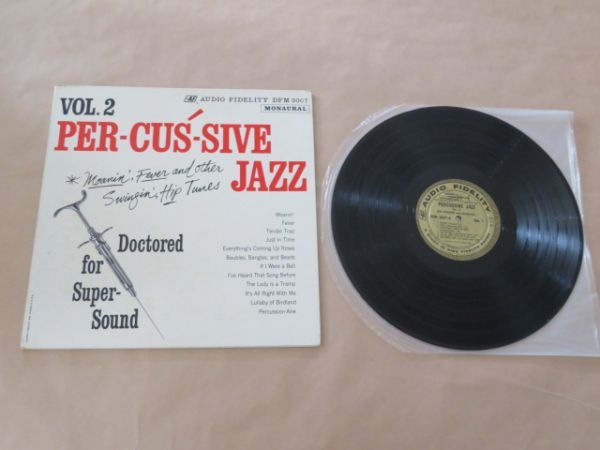 AUDIO FIDELITY DFM 3007
MONAURAL
VOL. 2
PER-CUŚ-SIVE
JAZZ
* Moanin', Fever and other
Swingin', Hip Tunes
Doctored
for
Super-
Sound
Moanin'
Fever
Tender Trap
Just in Time
Everything's Coming Up Roses
Baubles, Bangles, and Beads
If I Were a Bell
I've Heard That Song Before
The Lady is a Tramp
It's All Right With Me
Lullaby of Birdland
Percussion-Ane
AUDIO FIDELITY
PERCUSSIVE JAZZ